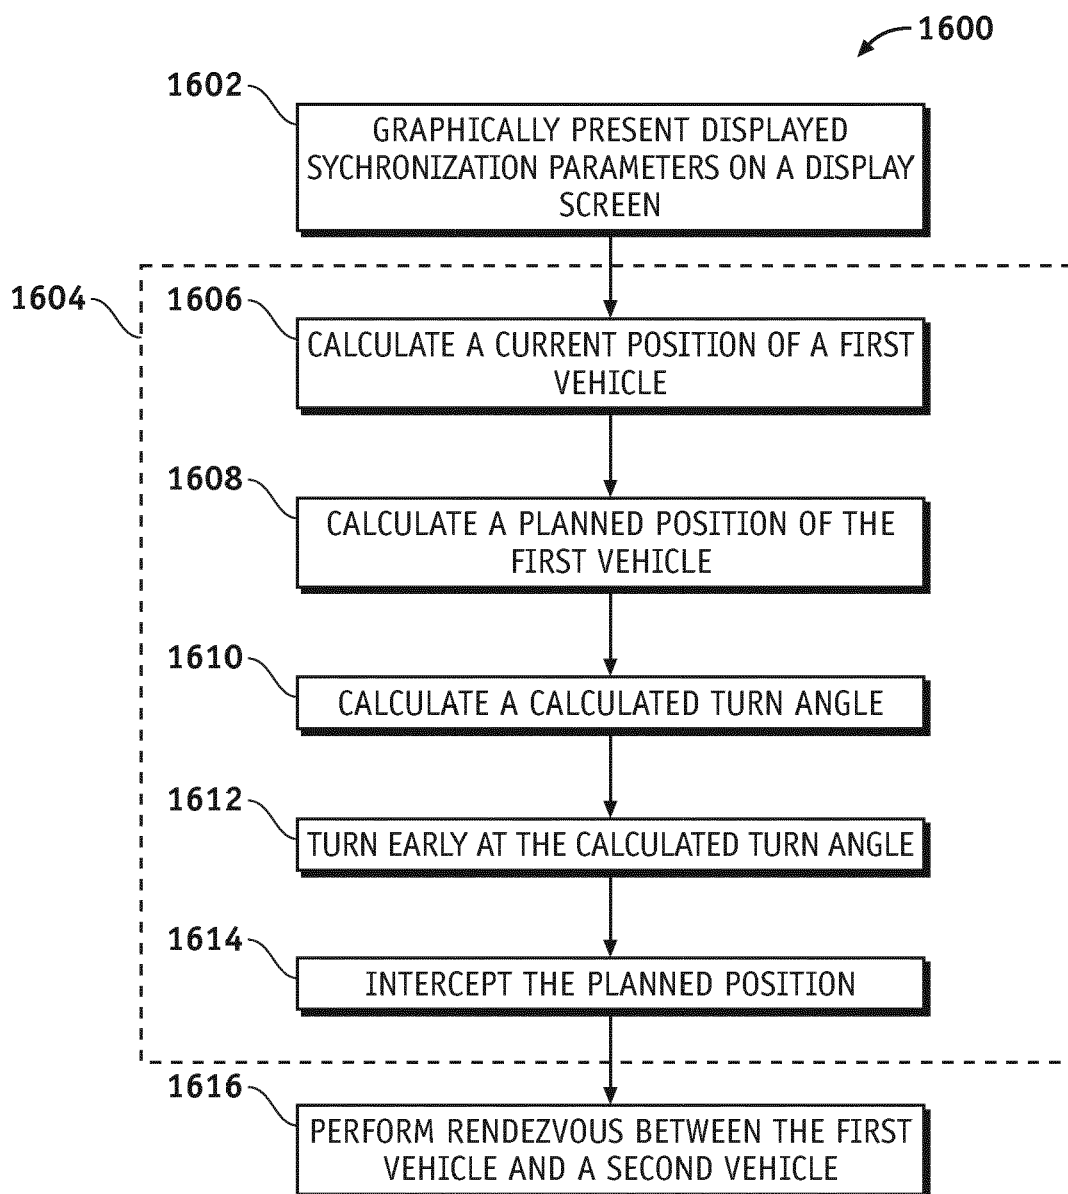 1600
1602
GRAPHICALLY PRESENT DISPLAYED
SYCHRONIZATION PARAMETERS ON A DISPLAY
SCREEN
1604
1606
CALCULATE A CURRENT POSITION OF A FIRST
VEHICLE
1608
CALCULATE A PLANNED POSITION OF THE
FIRST VEHICLE
1610
CALCULATE A CALCULATED TURN ANGLE
1612
TURN EARLY AT THE CALCULATED TURN ANGLE
1614
INTERCEPT THE PLANNED POSITION
1616
PERFORM RENDEZVOUS BETWEEN THE FIRST
VEHICLE AND A SECOND VEHICLE